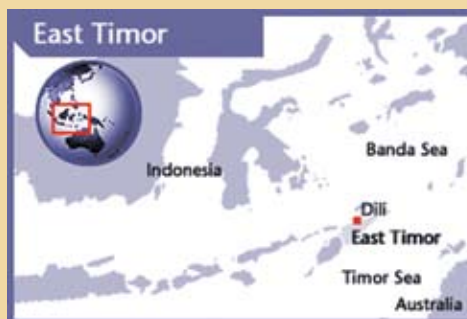 East Timor
Banda Sea
Indonesia
Dili
East Timor
Timor Sea
Australia